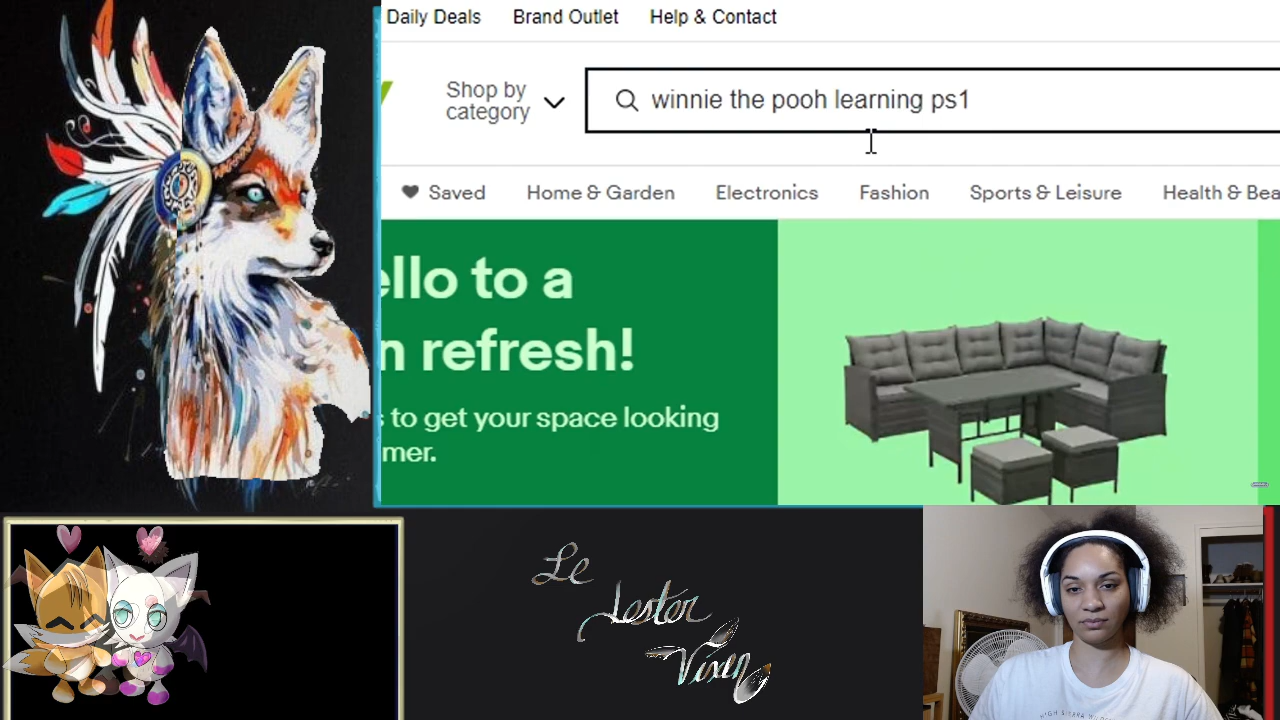 Daily Deals Brand Outlet Help & Contact
Shop by
category
winnie the pooh learning ps1
Saved Home & Garden Electronics Fashion Sports & Leisure Health & Bea
ello to a
n refresh!
s to get your space looking
mer.
Le
Lester
Vixen